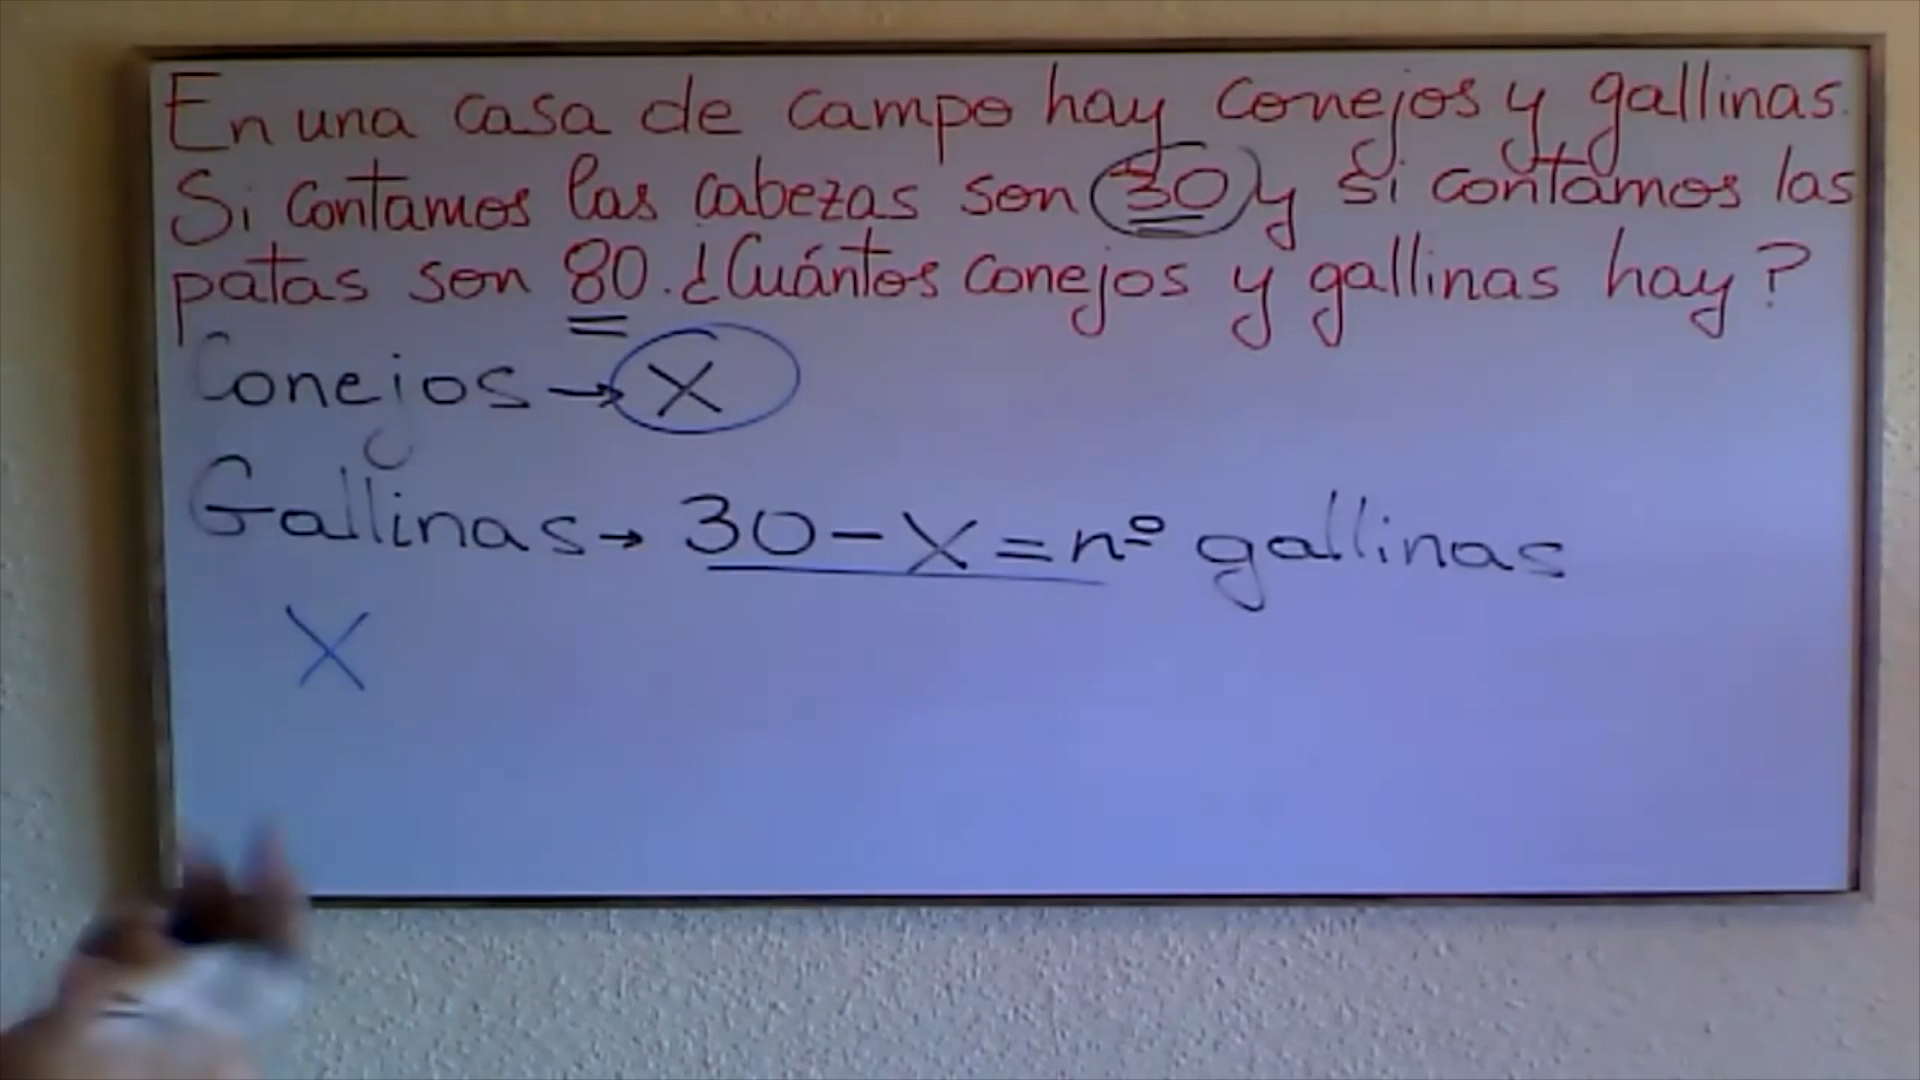 En una casa de campo hay conejos y gallinas.
Si contamos las cabezas son 30 y si contamos las
patas son 80. ¿Cuántos conejos y gallinas hay?
Conejos → X
Gallinas → 30 - X = nº gallinas
X